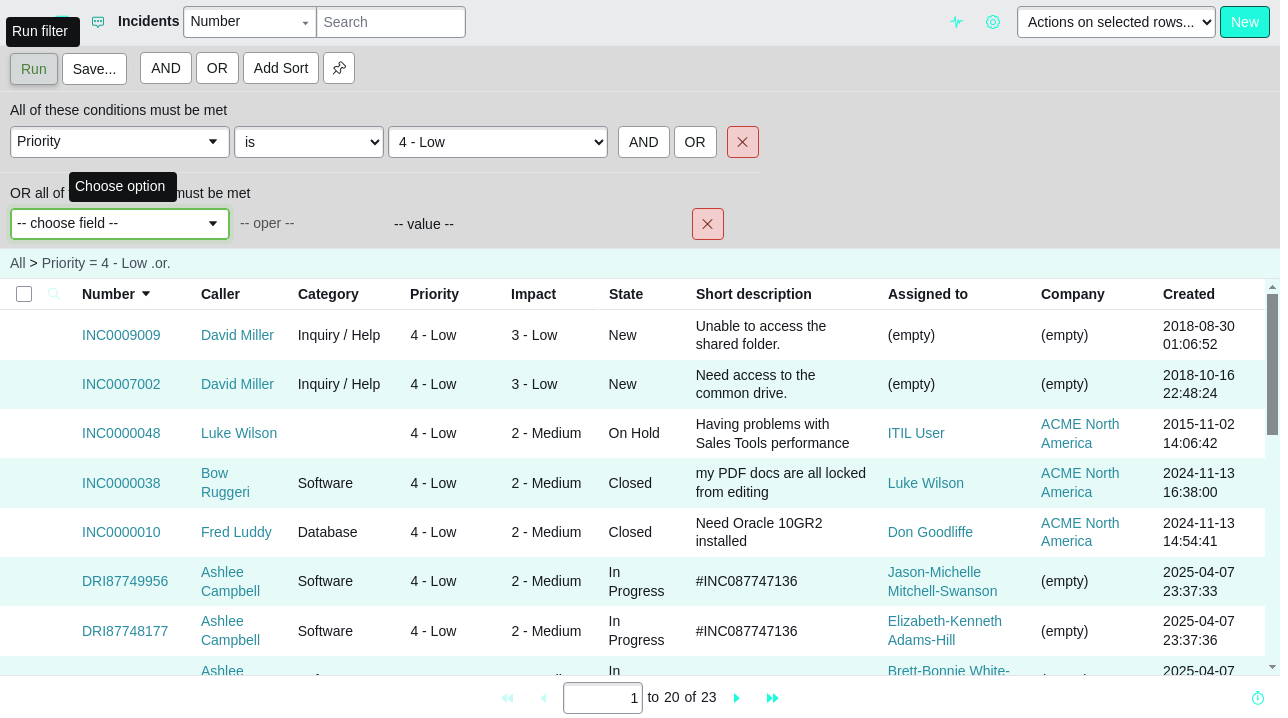 Incidents
Number
Search
Actions on selected rows...
New
Run filter
Run
Save...
AND
OR
Add Sort
All of these conditions must be met
Priority
is
4 - Low
AND
OR
Choose option
OR all of
must be met
-- choose field --
-- oper --
-- value --
All > Priority = 4 - Low .or.
Number Caller Category Priority Impact State Short description Assigned to Company Created
INC0009009 David Miller Inquiry / Help 4 - Low 3 - Low New Unable to access the shared folder. (empty) (empty) 2018-08-30 01:06:52
INC0007002 David Miller Inquiry / Help 4 - Low 3 - Low New Need access to the common drive. (empty) (empty) 2018-10-16 22:48:24
INC0000048 Luke Wilson 4 - Low 2 - Medium On Hold Having problems with Sales Tools performance ITIL User ACME North America 2015-11-02 14:06:42
INC0000038 Bow Ruggeri Software 4 - Low 2 - Medium Closed my PDF docs are all locked from editing Luke Wilson ACME North America 2024-11-13 16:38:00
INC0000010 Fred Luddy Database 4 - Low 2 - Medium Closed Need Oracle 10GR2 installed Don Goodliffe ACME North America 2024-11-13 14:54:41
DRI87749956 Ashlee Campbell Software 4 - Low 2 - Medium In Progress #INC087747136 Jason-Michelle Mitchell-Swanson (empty) 2025-04-07 23:37:33
DRI87748177 Ashlee Campbell Software 4 - Low 2 - Medium In Progress #INC087747136 Elizabeth-Kenneth Adams-Hill (empty) 2025-04-07 23:37:36
Ashlee In Brett-Bonnie White- 2025-04-07
1 to 20 of 23